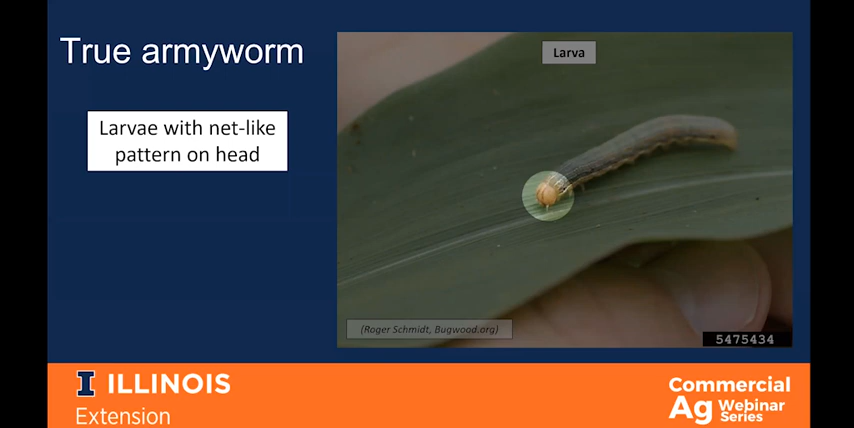 True armyworm
Larvae with net-like
pattern on head
Larva
(Roger Schmidt, Bugwood.org)
5475434
I ILLINOIS
Extension
Commercial
Ag Webinar
Series